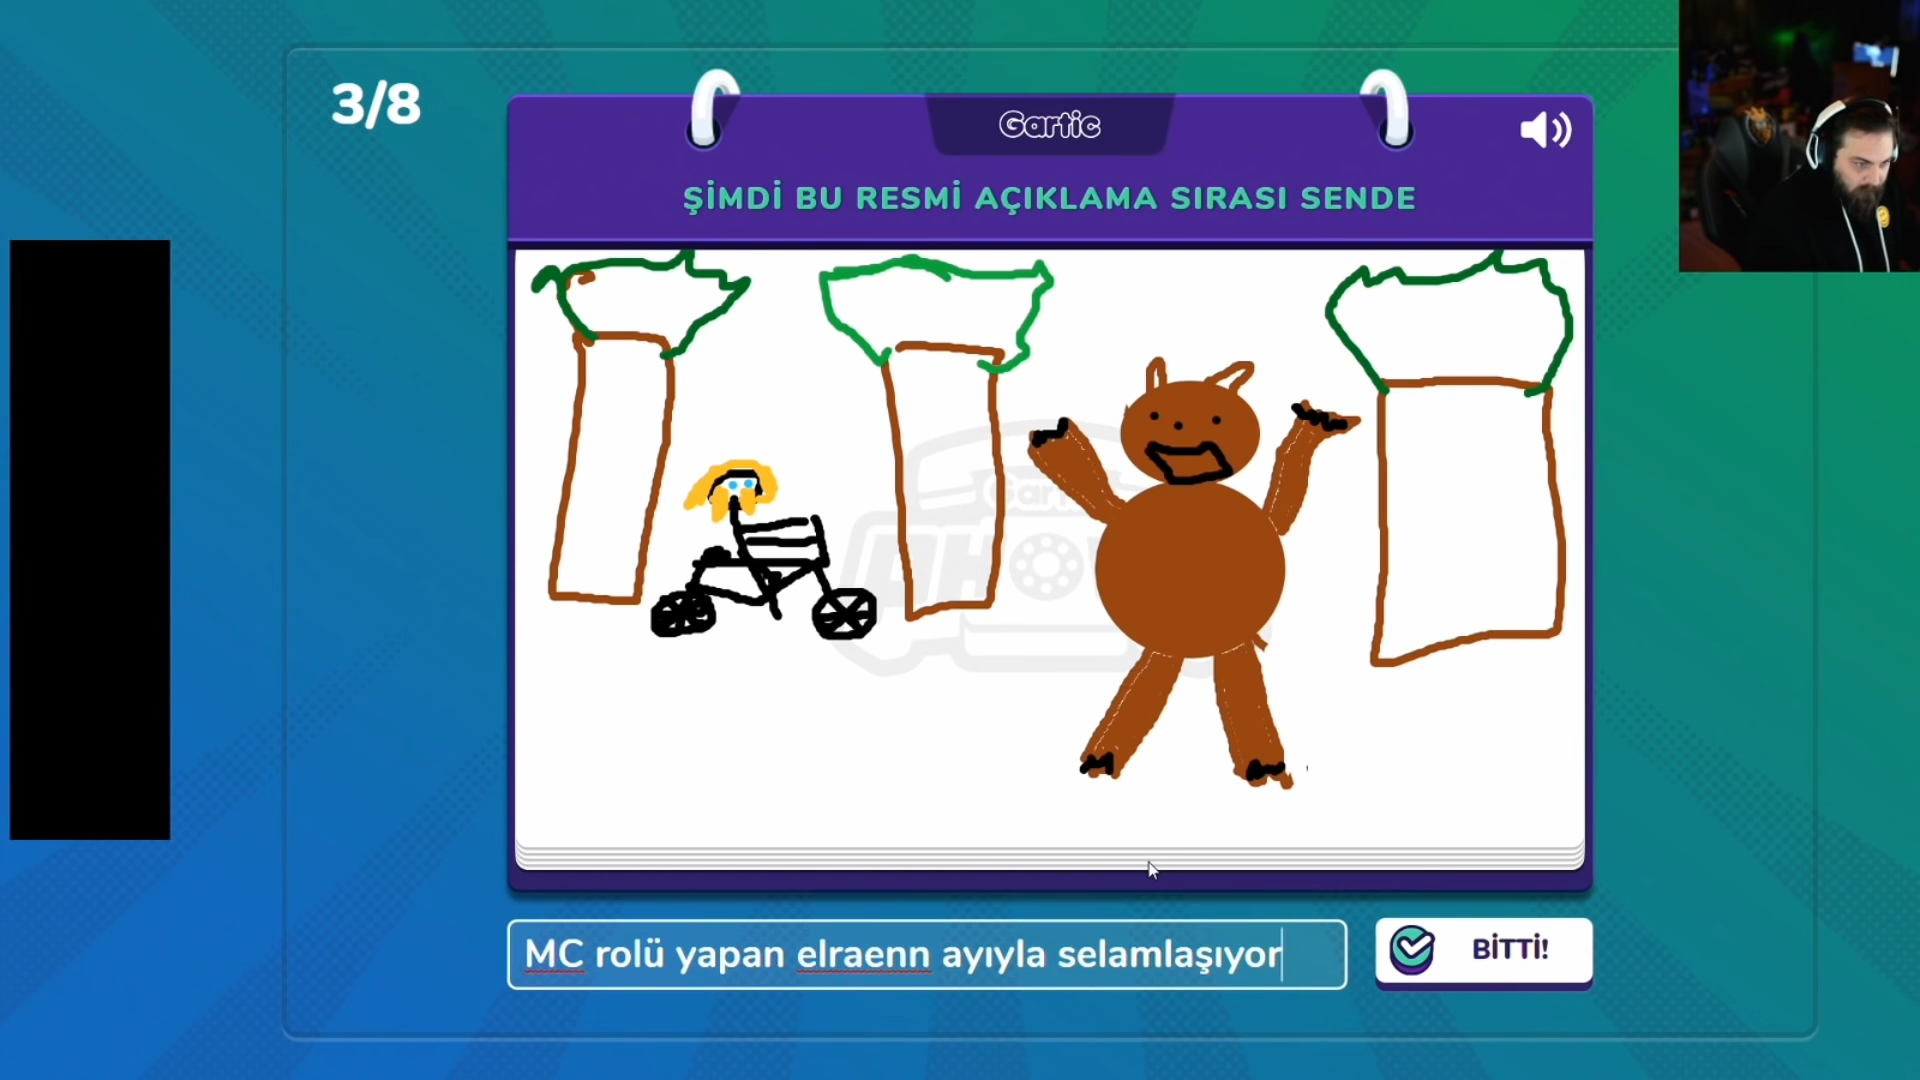 3/8
Gartic
ŞİMDİ BU RESMİ AÇIKLAMA SIRASI SENDE
MC rolü yapan elraenn ayıyla selamlaşıyor
BİTTİ!